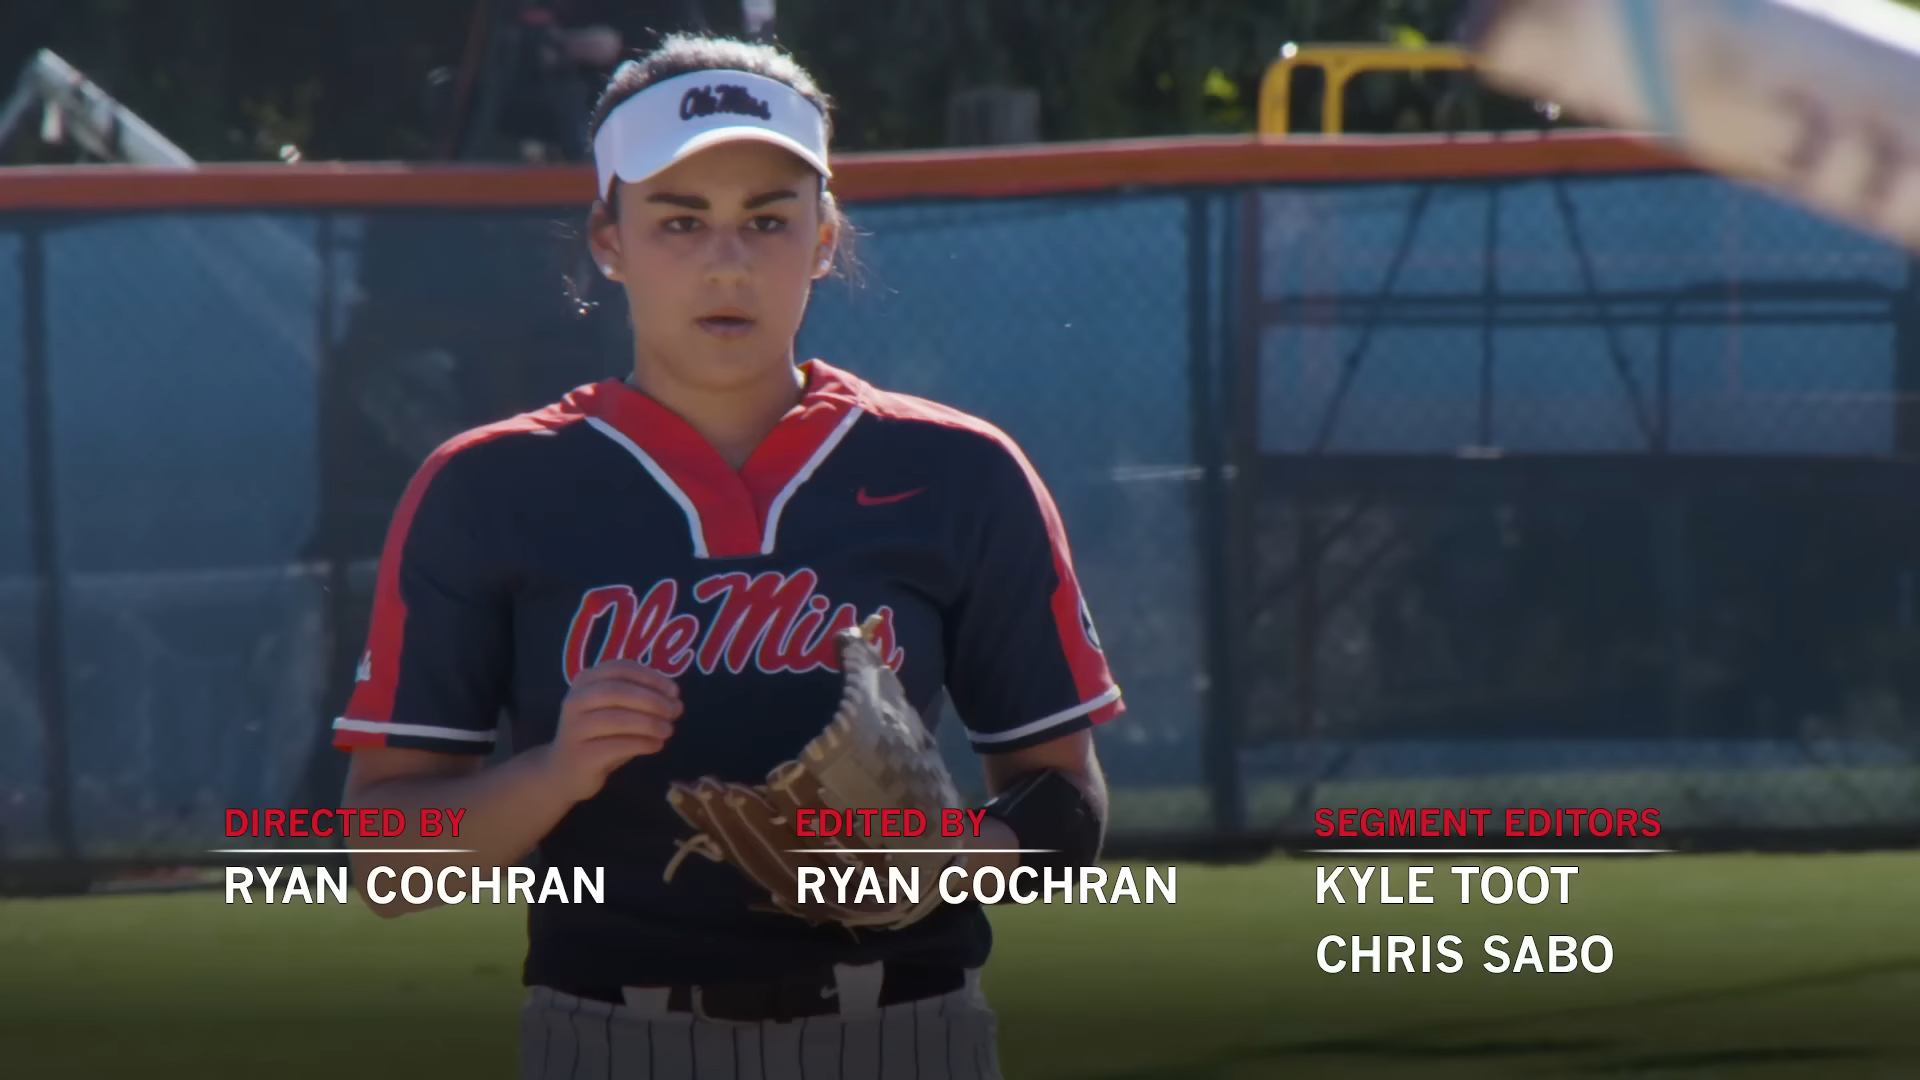 Ole Miss
Ole Miss
DIRECTED BY
RYAN COCHRAN
EDITED BY
RYAN COCHRAN
SEGMENT EDITORS
KYLE TOOT
CHRIS SABO